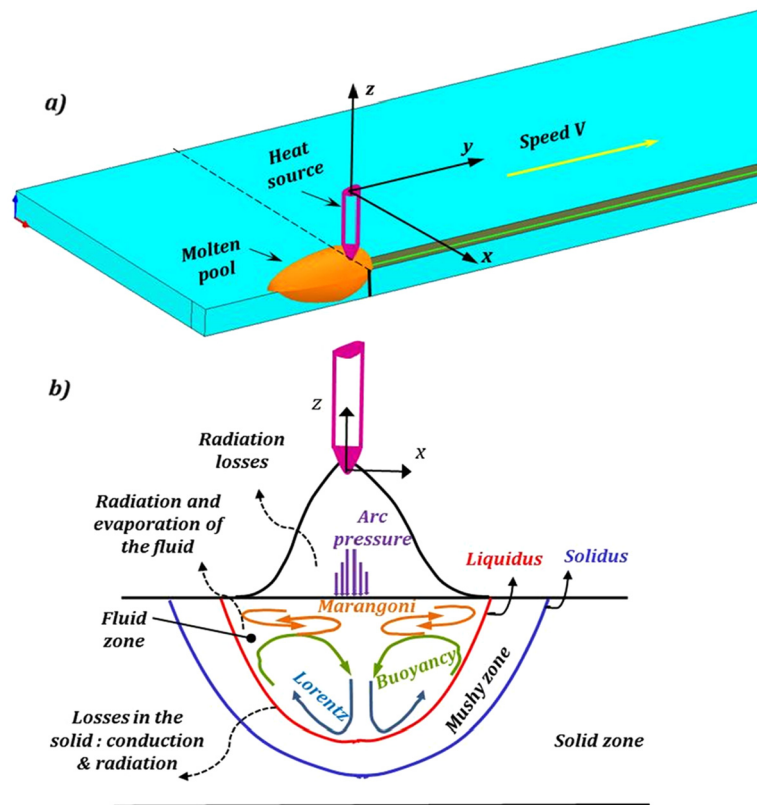 a)
z
Heat
source
y
Speed V
Molten
pool
x
b)
z
Radiation
losses
x
Radiation and
evaporation of
the fluid
Arc
pressure
Liquidus
Solidus
Marangoni
Fluid
zone
Buoyancy
Lorentz
Mushy zone
Losses in the
solid : conduction
& radiation
Solid zone